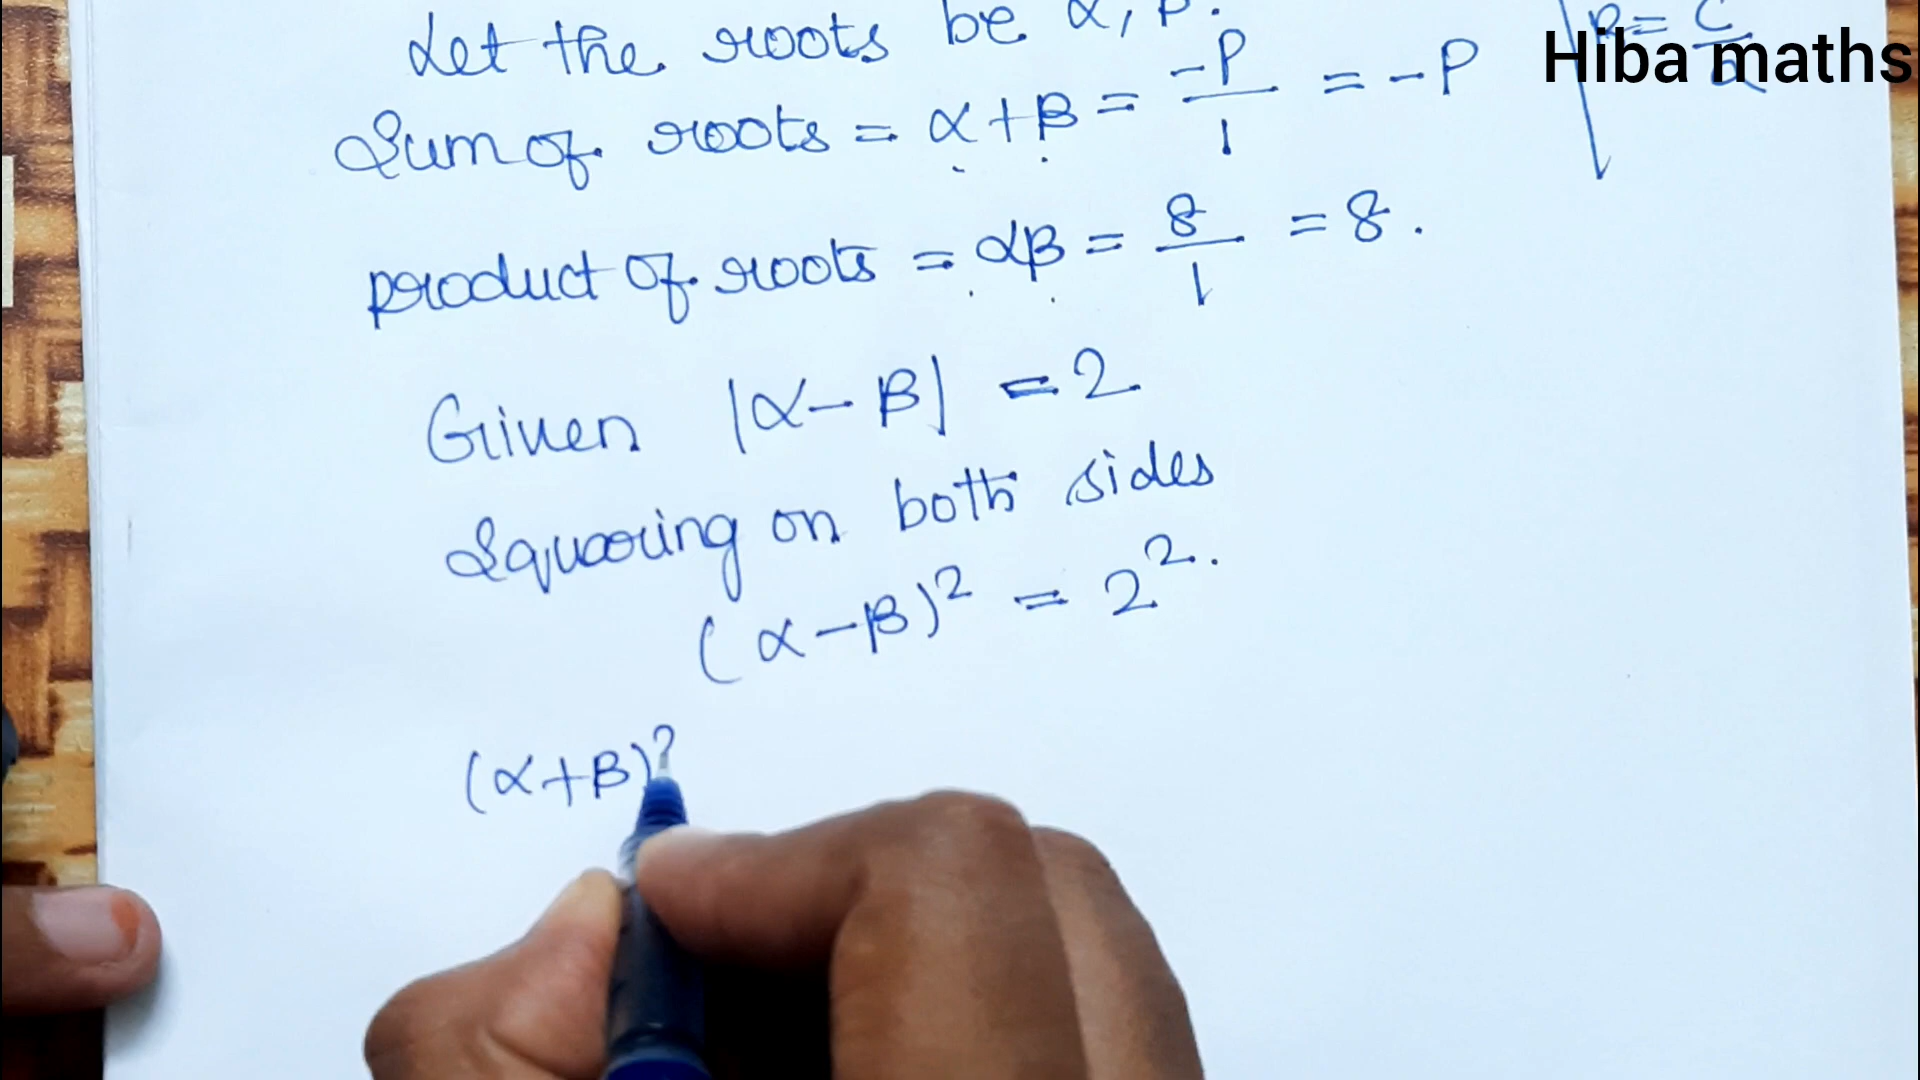 Let the roots be α, β.
Sum of roots = α+β = -P/1 = -P
product of roots = αβ = 8/1 = 8.
Given |α-β| = 2
Squaring on both sides
(α-β)² = 2².
(α+β)²
Hiba maths